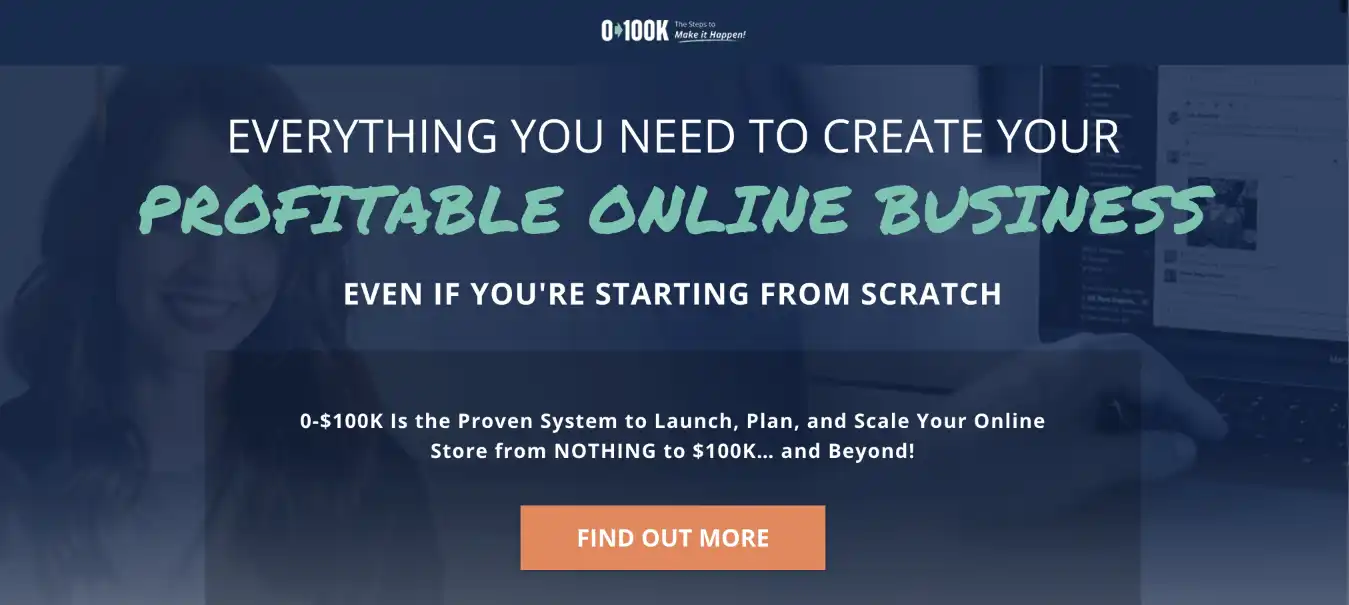 0 100K The Steps to
Make it Happen!
EVERYTHING YOU NEED TO CREATE YOUR
PROFITABLE ONLINE BUSINESS
EVEN IF YOU'RE STARTING FROM SCRATCH
0-$100K Is the Proven System to Launch, Plan, and Scale Your Online
Store from NOTHING to $100K... and Beyond!
FIND OUT MORE